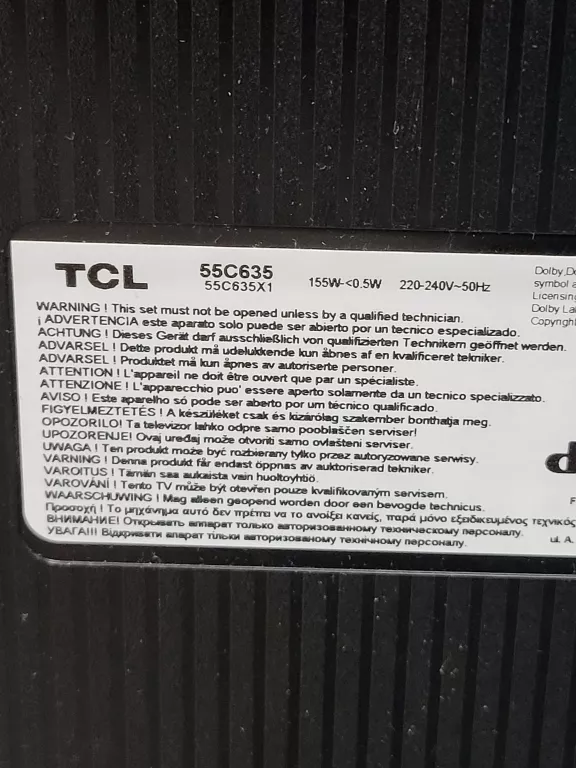 TCL 55C635 155W-<0.5W 220-240V~50Hz
55C635X1
WARNING ! This set must not be opened unless by a qualified technician.
¡ ADVERTENCIA este aparato solo puede ser abierto por un tecnico especializado.
ACHTUNG ! Dieses Gerät darf ausschließlich von qualifizierten Technikern geöffnet werden.
ADVARSEL ! Dette produkt må udelukkende kun åbnes af en kvalificeret tekniker.
ADVARSEL ! Produktet må kun åpnes av autoriserte personer.
ATTENTION ! L'appareil ne doit être ouvert que par un spécialiste.
ATTENZIONE ! L'apparecchio puo' essere aperto solamente da un tecnico specializzato.
AVISO ! Este aparelho só pode ser aberto por um técnico qualificado.
FIGYELMEZTETÉS ! A készüléket csak és kizárólag szakember bonthatja meg.
OPOZORILO! Ta televizor lahko odpre samo pooblaščen serviser!
UPOZORENJE! Ovaj uređaj može otvoriti samo ovlašteni serviser.
UWAGA ! Ten produkt może być rozbierany tylko przez autoryzowane serwisy.
VARNING ! Denna produkt får endast öppnas av auktoriserad tekniker.
VAROITUS ! Tämän saa aukaista vain huoltoyhtiö.
VAROVÁNÍ ! Tento TV může být otevřen pouze kvalifikovaným servisem.
WAARSCHUWING ! Mag alleen geopend worden door een bevoegde technicus.
Προσοχή ! Το μηχάνημα αυτό δεν πρέπει να το ανοίξει κανείς, παρά μόνο εξειδικευμένος τεχνικός
ВНИМАНИЕ! Открывать аппарат только авторизованному техническому персоналу.
УВАГА!!! Відкривати апарат тільки авторизованому технічному персоналу.
Dolby, Do
symbol a
Licensin
Dolby La
Copyrigh
d
F
ul. A.